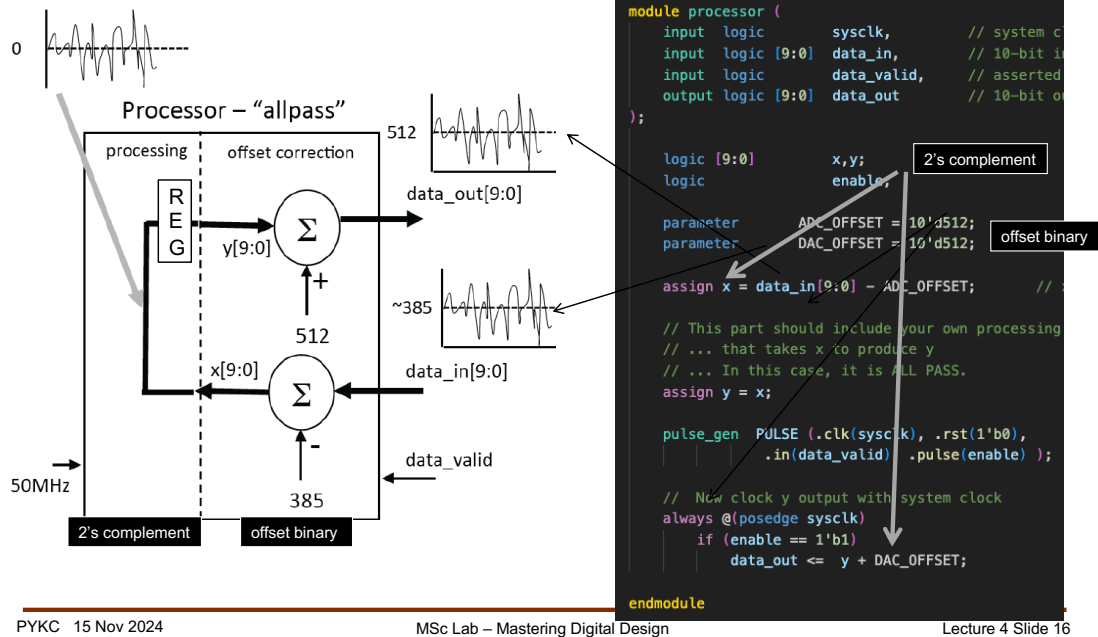 0
Processor – “allpass”
processing
offset correction
R
E
G
Σ
y[9:0]
+
512
512
data_out[9:0]
~385
x[9:0]
Σ
data_in[9:0]
-
385
data_valid
50MHz
2’s complement
offset binary
module processor (
input logic sysclk, // system cl
input logic [9:0] data_in, // 10-bit in
input logic data_valid, // asserted
output logic [9:0] data_out // 10-bit ou
);
logic [9:0] x,y;
logic enable;
2’s complement
parameter ADC_OFFSET = 10'd512;
parameter DAC_OFFSET = 10'd512;
offset binary
assign x = data_in[9:0] - ADC_OFFSET; //
// This part should include your own processing
// ... that takes x to produce y
// ... In this case, it is ALL PASS.
assign y = x;
pulse_gen PULSE (.clk(sysclk), .rst(1'b0),
.in(data_valid) .pulse(enable) );
// Now clock y output with system clock
always @(posedge sysclk)
if (enable == 1'b1)
data_out <= y + DAC_OFFSET;
endmodule
PYKC 15 Nov 2024
MSc Lab – Mastering Digital Design
Lecture 4 Slide 16